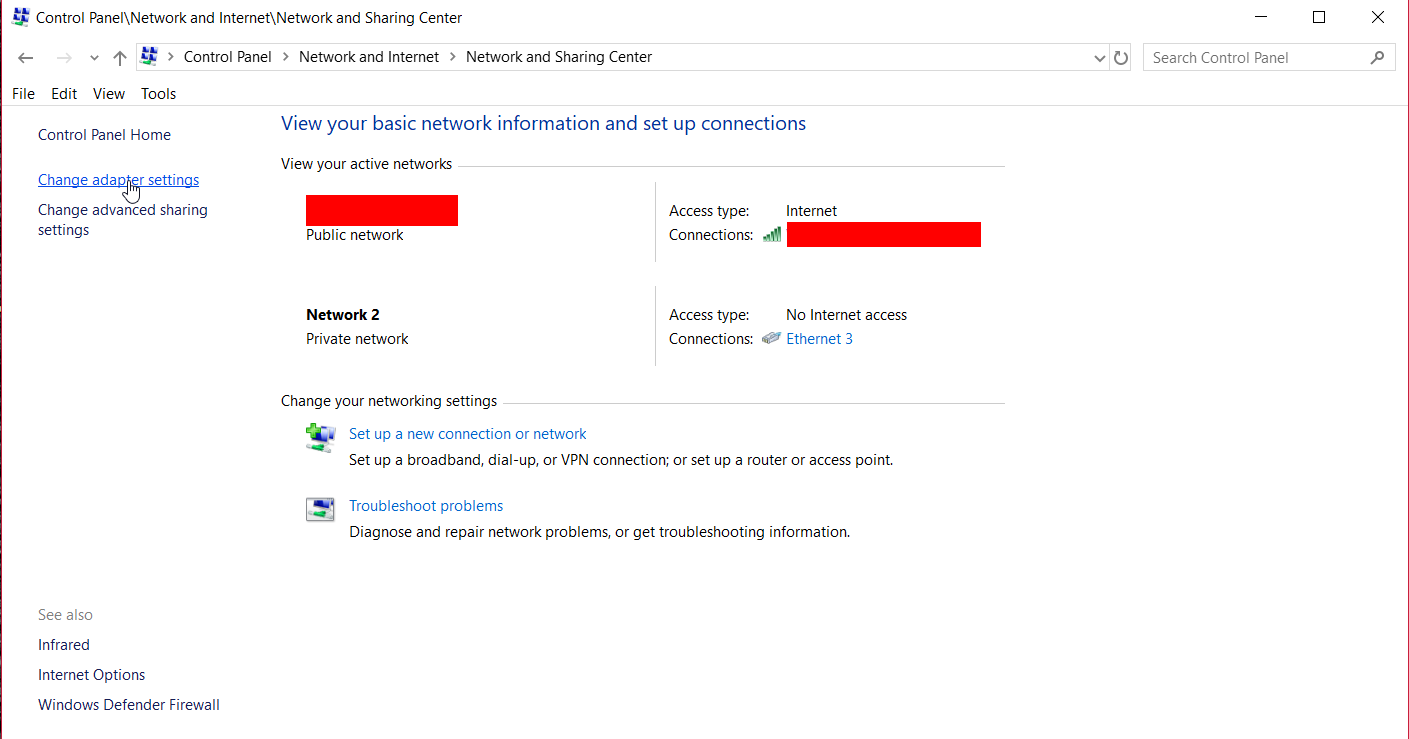 Control Panel\Network and Internet\Network and Sharing Center
Control Panel > Network and Internet > Network and Sharing Center
Search Control Panel
File Edit View Tools
Control Panel Home
Change adapter settings
Change advanced sharing
settings
View your basic network information and set up connections
View your active networks
Public network
Access type: Internet
Connections:
Network 2
Private network
Access type: No Internet access
Connections: Ethernet 3
Change your networking settings
Set up a new connection or network
Set up a broadband, dial-up, or VPN connection; or set up a router or access point.
Troubleshoot problems
Diagnose and repair network problems, or get troubleshooting information.
See also
Infrared
Internet Options
Windows Defender Firewall